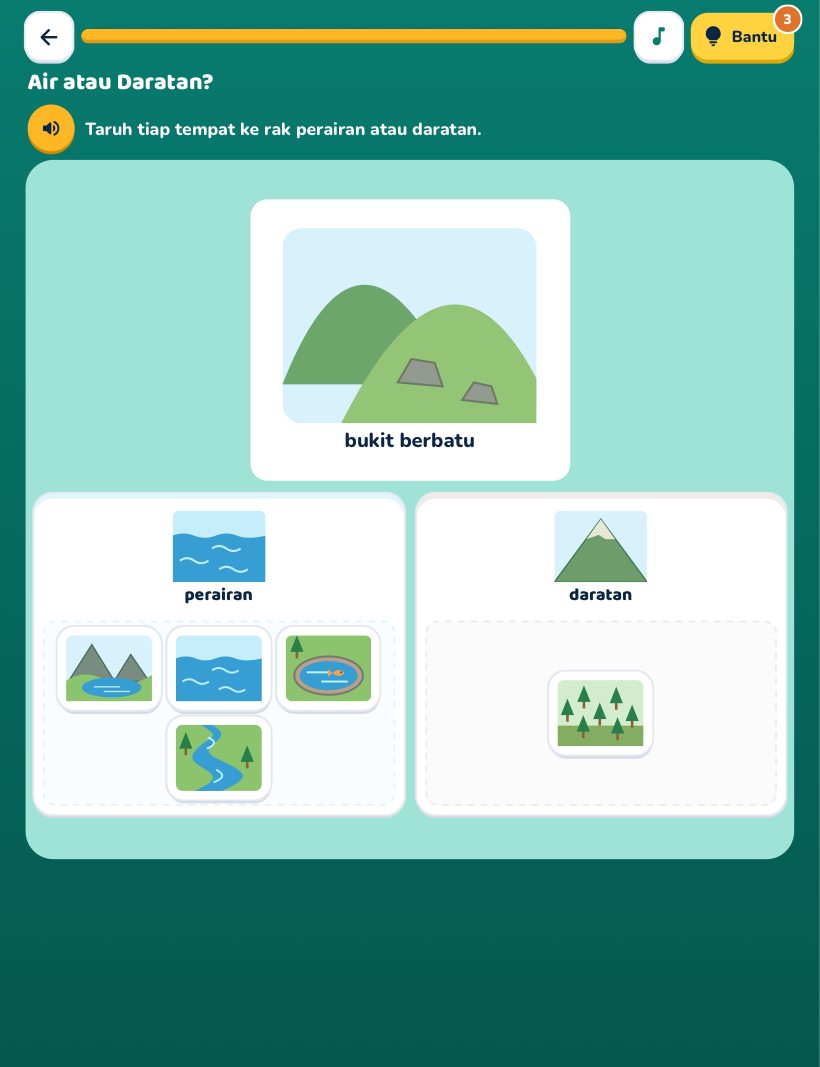 3
Bantu
Air atau Daratan?
Taruh tiap tempat ke rak perairan atau daratan.
bukit berbatu
perairan
daratan